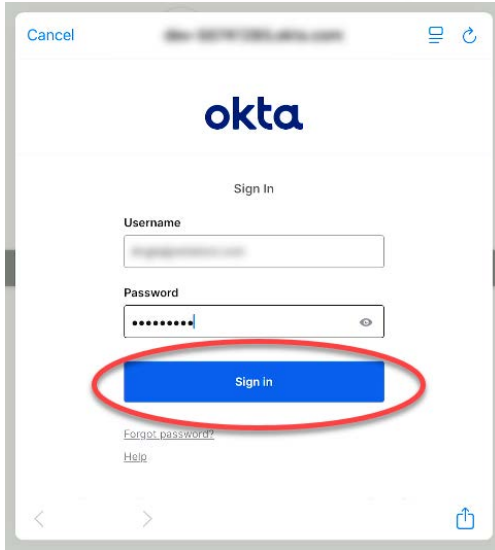 Cancel
okta
Sign In
Username
Password
Sign in
Forgot password?
Help